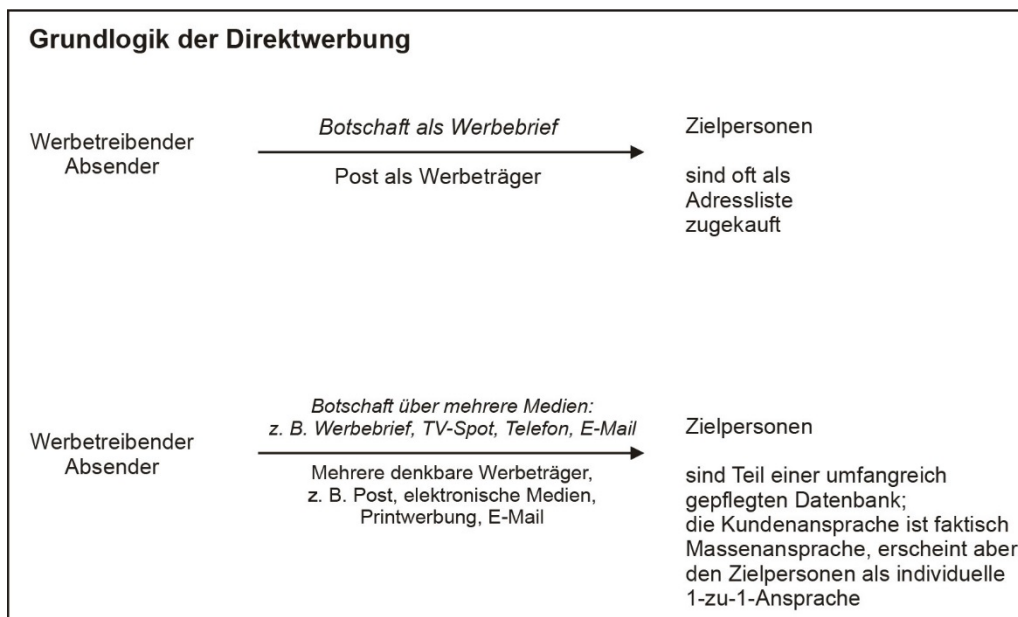 Grundlogik der Direktwerbung
Werbetreibender
Absender
Botschaft als Werbebrief
Post als Werbeträger
Zielpersonen
sind oft als
Adressliste
zugekauft
Werbetreibender
Absender
Botschaft über mehrere Medien:
z. B. Werbebrief, TV-Spot, Telefon, E-Mail
Mehrere denkbare Werbeträger,
z. B. Post, elektronische Medien,
Printwerbung, E-Mail
Zielpersonen
sind Teil einer umfangreich
gepflegten Datenbank;
die Kundenansprache ist faktisch
Massenansprache, erscheint aber
den Zielpersonen als individuelle
1-zu-1-Ansprache